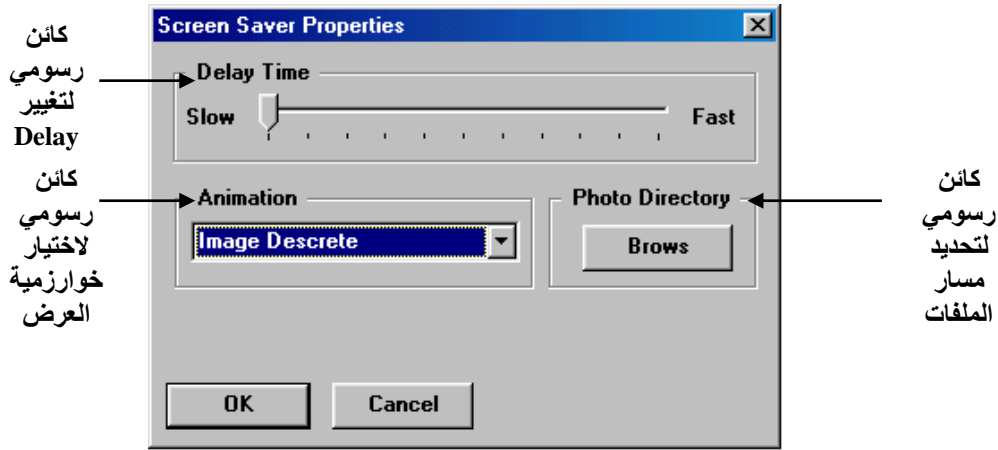 كائن
رسومي
لتغيير
Delay
كائن
رسومي
لاختيار
خوارزمية
العرض
Screen Saver Properties
Delay Time
Slow
Fast
Animation
Image Descrete
Photo Directory
Brows
OK
Cancel
كائن
رسومي
لتحديد
مسار
الملفات